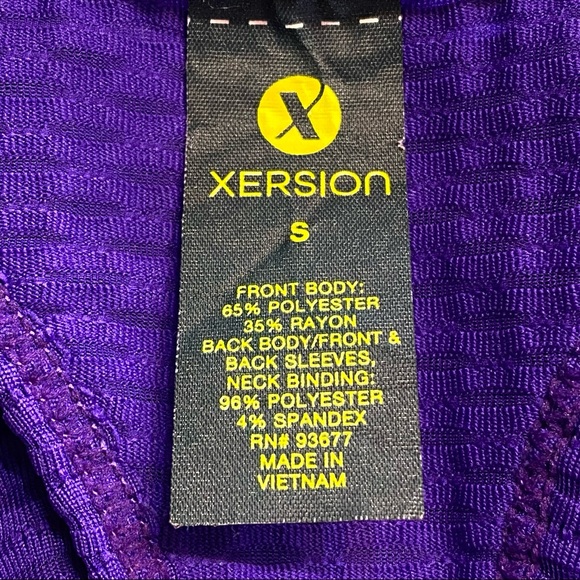 X
XERSION
S
FRONT BODY:
65% POLYESTER
35% RAYON
BACK BODY/FRONT &
BACK SLEEVES,
NECK BINDING:
96% POLYESTER
4% SPANDEX
RN# 93677
MADE IN
VIETNAM